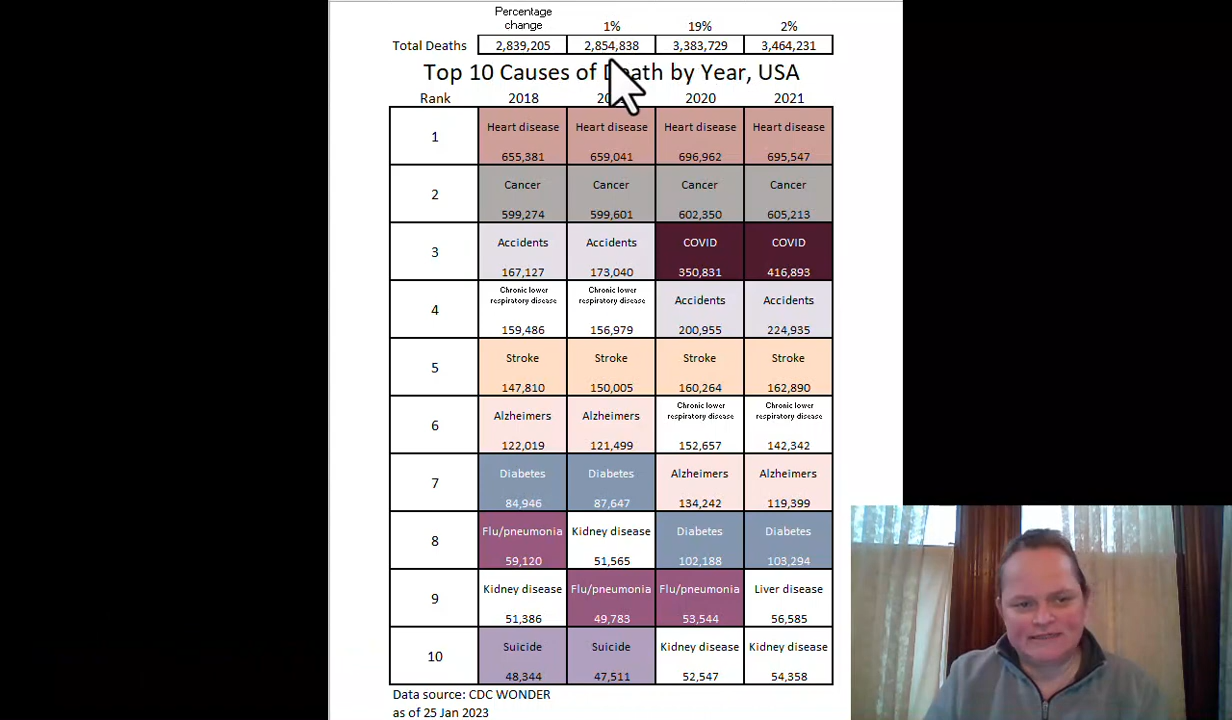 Percentage
change 1% 19% 2%
Total Deaths 2,839,205 2,854,838 3,383,729 3,464,231
Top 10 Causes of Death by Year, USA
Rank 2018 2020 2021
1 Heart disease Heart disease Heart disease Heart disease
655,381 659,041 696,962 695,547
2 Cancer Cancer Cancer Cancer
599,274 599,601 602,350 605,213
3 Accidents Accidents COVID COVID
167,127 173,040 350,831 416,893
4 Chronic lower respiratory disease Chronic lower respiratory disease Accidents Accidents
159,486 156,979 200,955 224,935
5 Stroke Stroke Stroke Stroke
147,810 150,005 160,264 162,890
6 Alzheimers Alzheimers Chronic lower respiratory disease Chronic lower respiratory disease
122,019 121,499 152,657 142,342
7 Diabetes Diabetes Alzheimers Alzheimers
84,946 87,647 134,242 119,399
8 Flu/pneumonia Kidney disease Diabetes Diabetes
59,120 51,565 102,188 103,294
9 Kidney disease Flu/pneumonia Flu/pneumonia Liver disease
51,386 49,783 53,544 56,585
10 Suicide Suicide Kidney disease Kidney disease
48,344 47,511 52,547 54,358
Data source: CDC WONDER
as of 25 Jan 2023